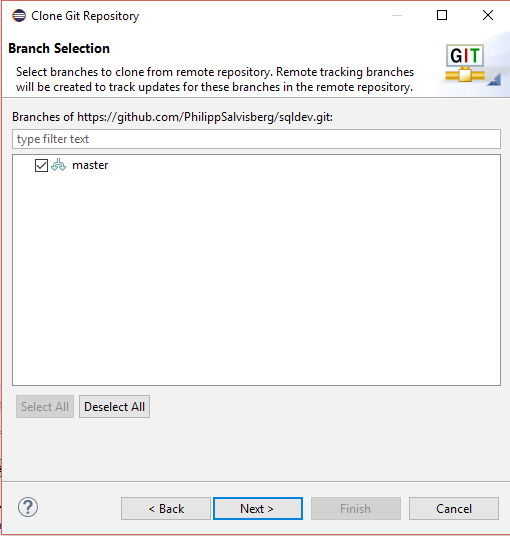 Clone Git Repository
Branch Selection
Select branches to clone from remote repository. Remote tracking branches
will be created to track updates for these branches in the remote repository.
GIT
Branches of https://github.com/PhilippSalvisberg/sqldev.git:
type filter text
master
Select All
Deselect All
?
< Back
Next >
Finish
Cancel